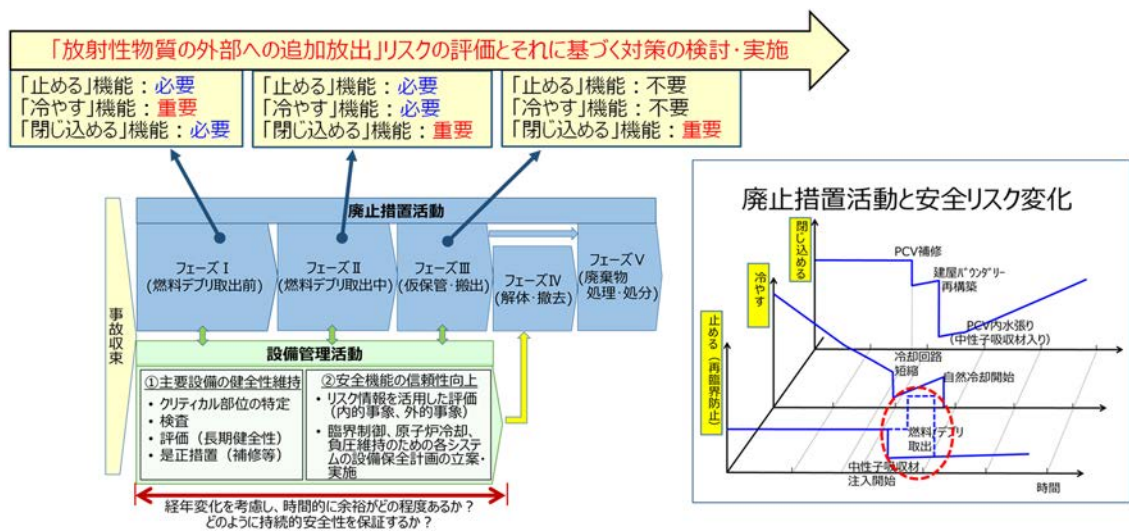 「放射性物質の外部への追加放出」リスクの評価とそれに基づく対策の検討・実施
「止める」機能：必要
「冷やす」機能：重要
「閉じ込める」機能：必要
「止める」機能：必要
「冷やす」機能：必要
「閉じ込める」機能：重要
「止める」機能：不要
「冷やす」機能：不要
「閉じ込める」機能：重要
事故収束
廃止措置活動
フェーズⅠ
(燃料デブリ取出前)
フェーズⅡ
(燃料デブリ取出中)
フェーズⅢ
(仮保管・搬出)
フェーズⅣ
(解体・撤去)
フェーズⅤ
(廃棄物
処理・処分)
設備管理活動
①主要設備の健全性維持
• クリティカル部位の特定
• 検査
• 評価（長期健全性）
• 是正措置（補修等）
②安全機能の信頼性向上
• リスク情報を活用した評価
（内的事象、外的事象）
• 臨界制御、原子炉冷却、
負圧維持のための各システ
ムの設備保全計画の立案・
実施
経年変化を考慮し、時間的に余裕がどの程度あるか？
どのように持続的安全性を保証するか？
廃止措置活動と安全リスク変化
閉じ込める
PCV補修
建屋バウンダリー
再構築
冷やす
PCV内水張り
(中性子吸収材入り)
止める（再臨界防止）
冷却回路
短縮
自然冷却開始
燃料デブリ
取出
中性子吸収材
注入開始
時間